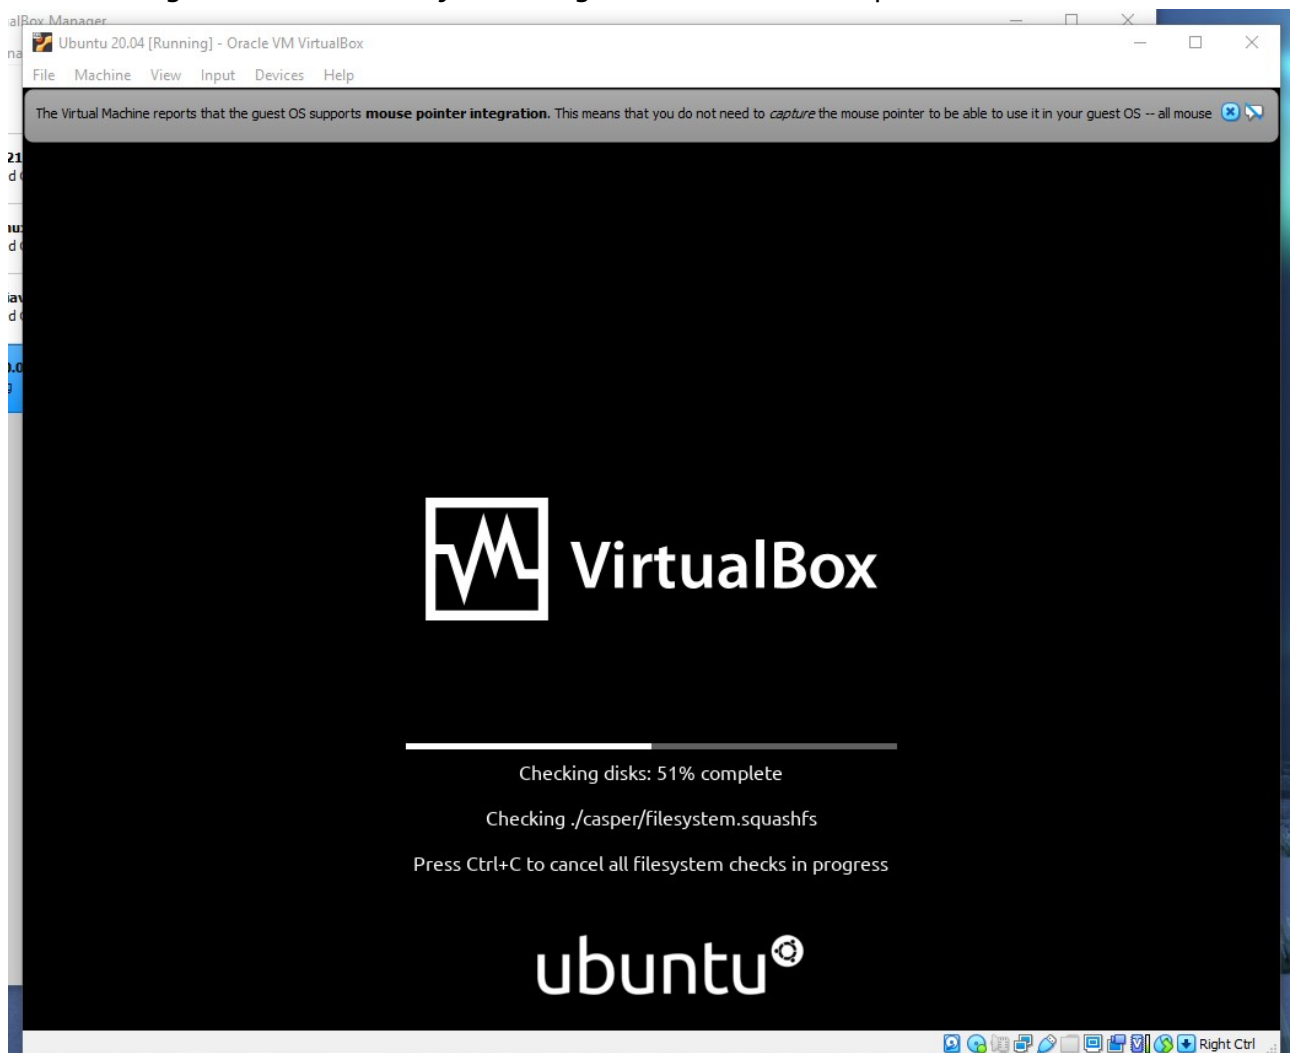 alBox Manager
Ubuntu 20.04 [Running] - Oracle VM VirtualBox
File Machine View Input Devices Help
The Virtual Machine reports that the guest OS supports mouse pointer integration. This means that you do not need to capture the mouse pointer to be able to use it in your guest OS -- all mouse
21
VirtualBox
Checking disks: 51% complete
Checking ./casper/filesystem.squashfs
Press Ctrl+C to cancel all filesystem checks in progress
ubuntu
Right Ctrl